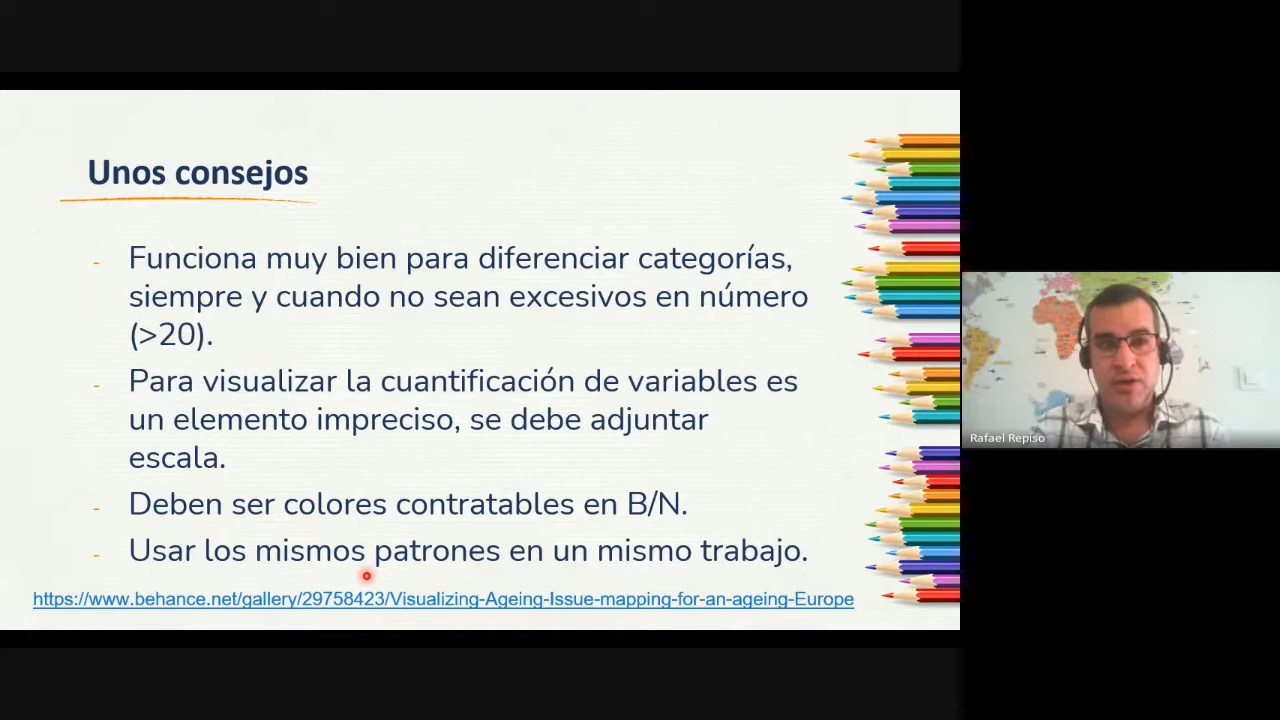 Unos consejos
- Funciona muy bien para diferenciar categorías,
siempre y cuando no sean excesivos en número
(>20).
- Para visualizar la cuantificación de variables es
un elemento impreciso, se debe adjuntar
escala.
- Deben ser colores contratables en B/N.
- Usar los mismos patrones en un mismo trabajo.
https://www.behance.net/gallery/29758423/Visualizing-Ageing-Issue-mapping-for-an-ageing-Europe
Rafael Repiso